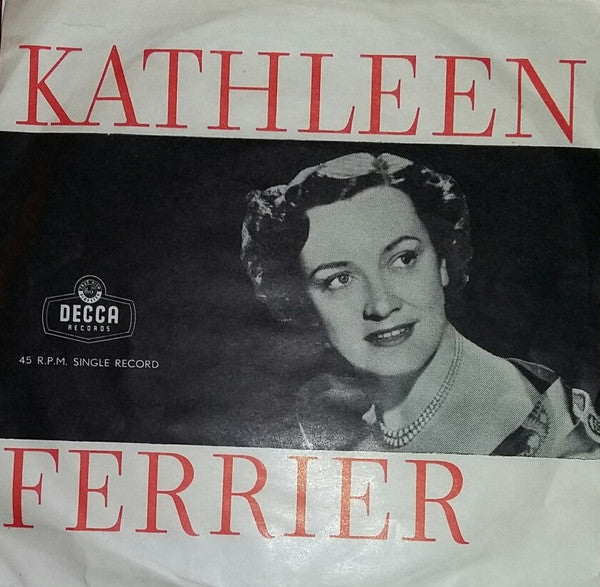 KATHLEEN
DECCA
RECORDS
45 R.P.M. SINGLE RECORD
FERRIER